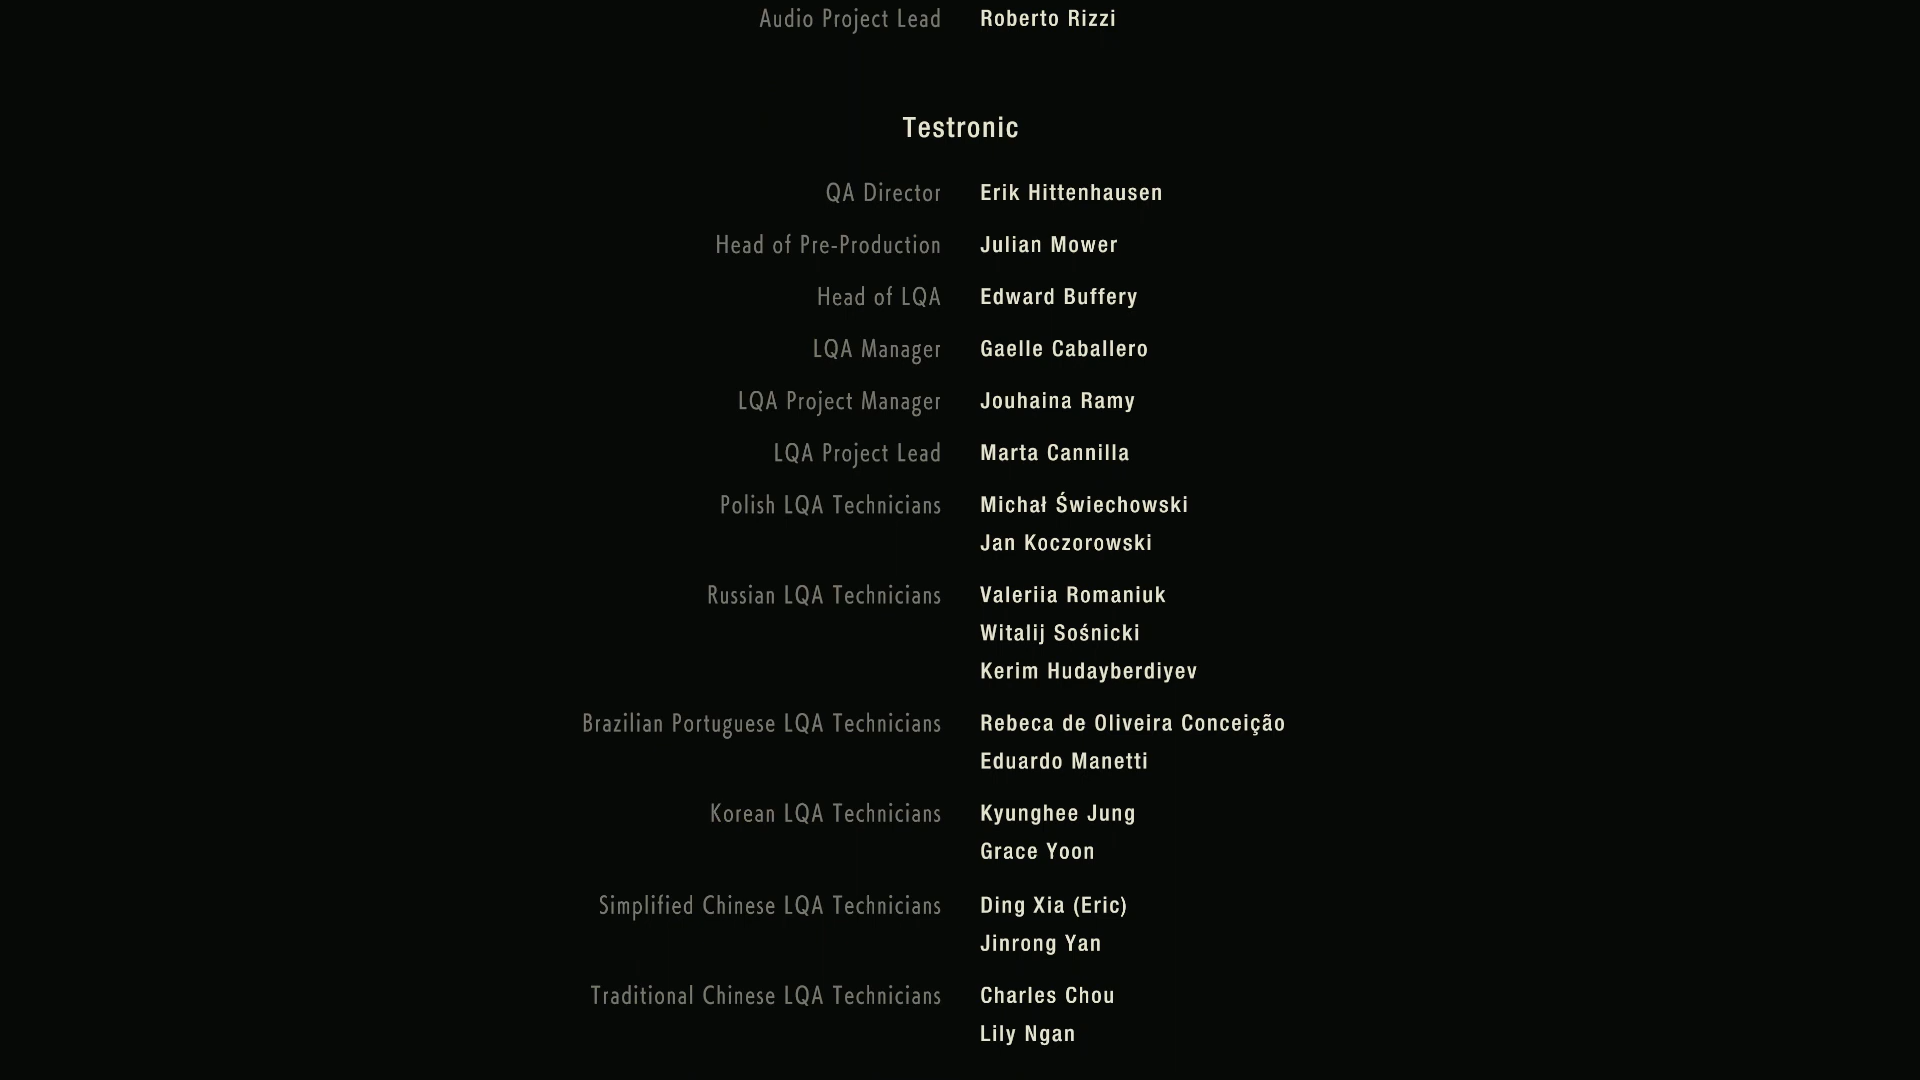 Audio Project Lead Roberto Rizzi
Testronic
QA Director Erik Hittenhausen
Head of Pre-Production Julian Mower
Head of LQA Edward Buffery
LQA Manager Gaelle Caballero
LQA Project Manager Jouhaina Ramy
LQA Project Lead Marta Cannilla
Polish LQA Technicians Michał Świechowski
Jan Koczorowski
Russian LQA Technicians Valeriia Romaniuk
Witalij Sośnicki
Kerim Hudayberdiyev
Brazilian Portuguese LQA Technicians Rebeca de Oliveira Conceição
Eduardo Manetti
Korean LQA Technicians Kyunghee Jung
Grace Yoon
Simplified Chinese LQA Technicians Ding Xia (Eric)
Jinrong Yan
Traditional Chinese LQA Technicians Charles Chou
Lily Ngan